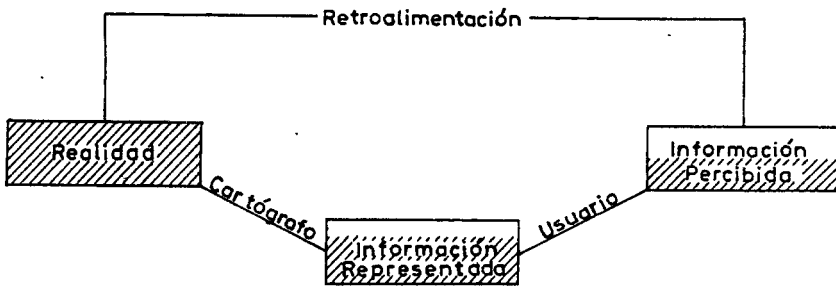 Retroalimentación
Realidad
Información
Percibida
Cartógrafo
Usuario
Información
Representada